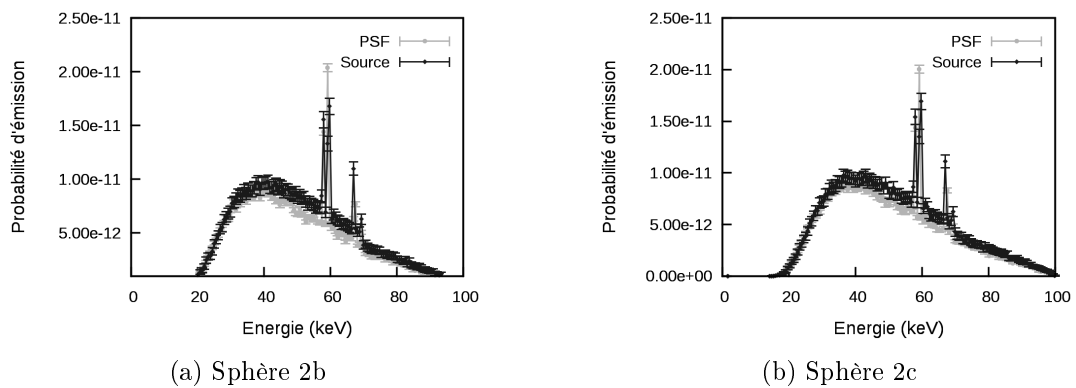 2.50e-11
2.00e-11
1.50e-11
1.00e-11
5.00e-12
Probabilité d'émission
PSF
Source
0 20 40 60 80 100
Energie (keV)
(a) Sphère 2b
2.50e-11
2.00e-11
1.50e-11
1.00e-11
5.00e-12
0.00e+00
Probabilité d'émission
PSF
Source
0 20 40 60 80 100
Energie (keV)
(b) Sphère 2c